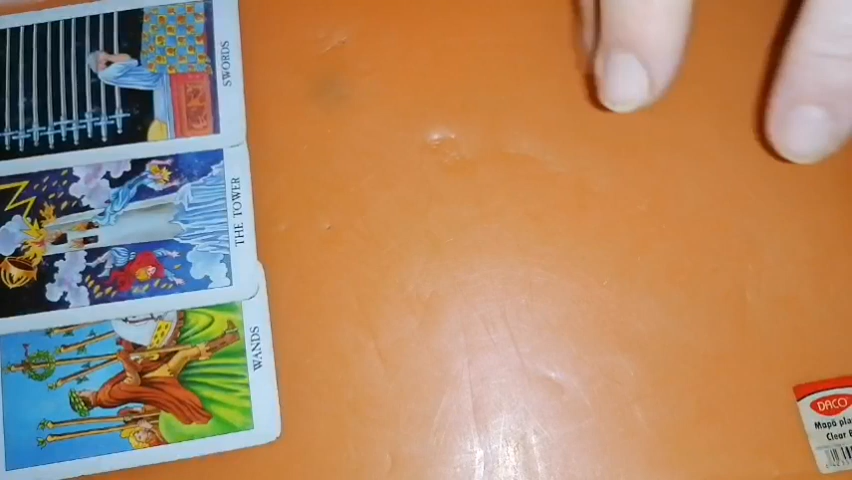 SWORDS
THE TOWER
WANDS
DACO
Mapă pla
Clear